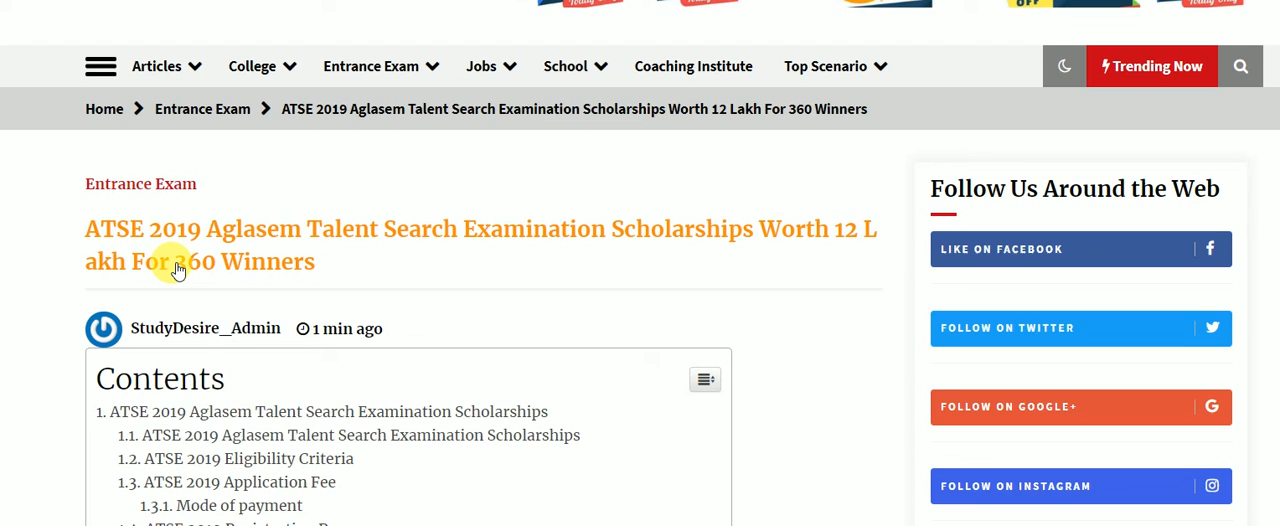 OFF
Articles College Entrance Exam Jobs School Coaching Institute Top Scenario Trending Now
Home Entrance Exam ATSE 2019 Aglasem Talent Search Examination Scholarships Worth 12 Lakh For 360 Winners
Entrance Exam
ATSE 2019 Aglasem Talent Search Examination Scholarships Worth 12 L
akh For 360 Winners
StudyDesire_Admin 1 min ago
Contents
1. ATSE 2019 Aglasem Talent Search Examination Scholarships
1.1. ATSE 2019 Aglasem Talent Search Examination Scholarships
1.2. ATSE 2019 Eligibility Criteria
1.3. ATSE 2019 Application Fee
1.3.1. Mode of payment
Follow Us Around the Web
LIKE ON FACEBOOK
FOLLOW ON TWITTER
FOLLOW ON GOOGLE+
FOLLOW ON INSTAGRAM